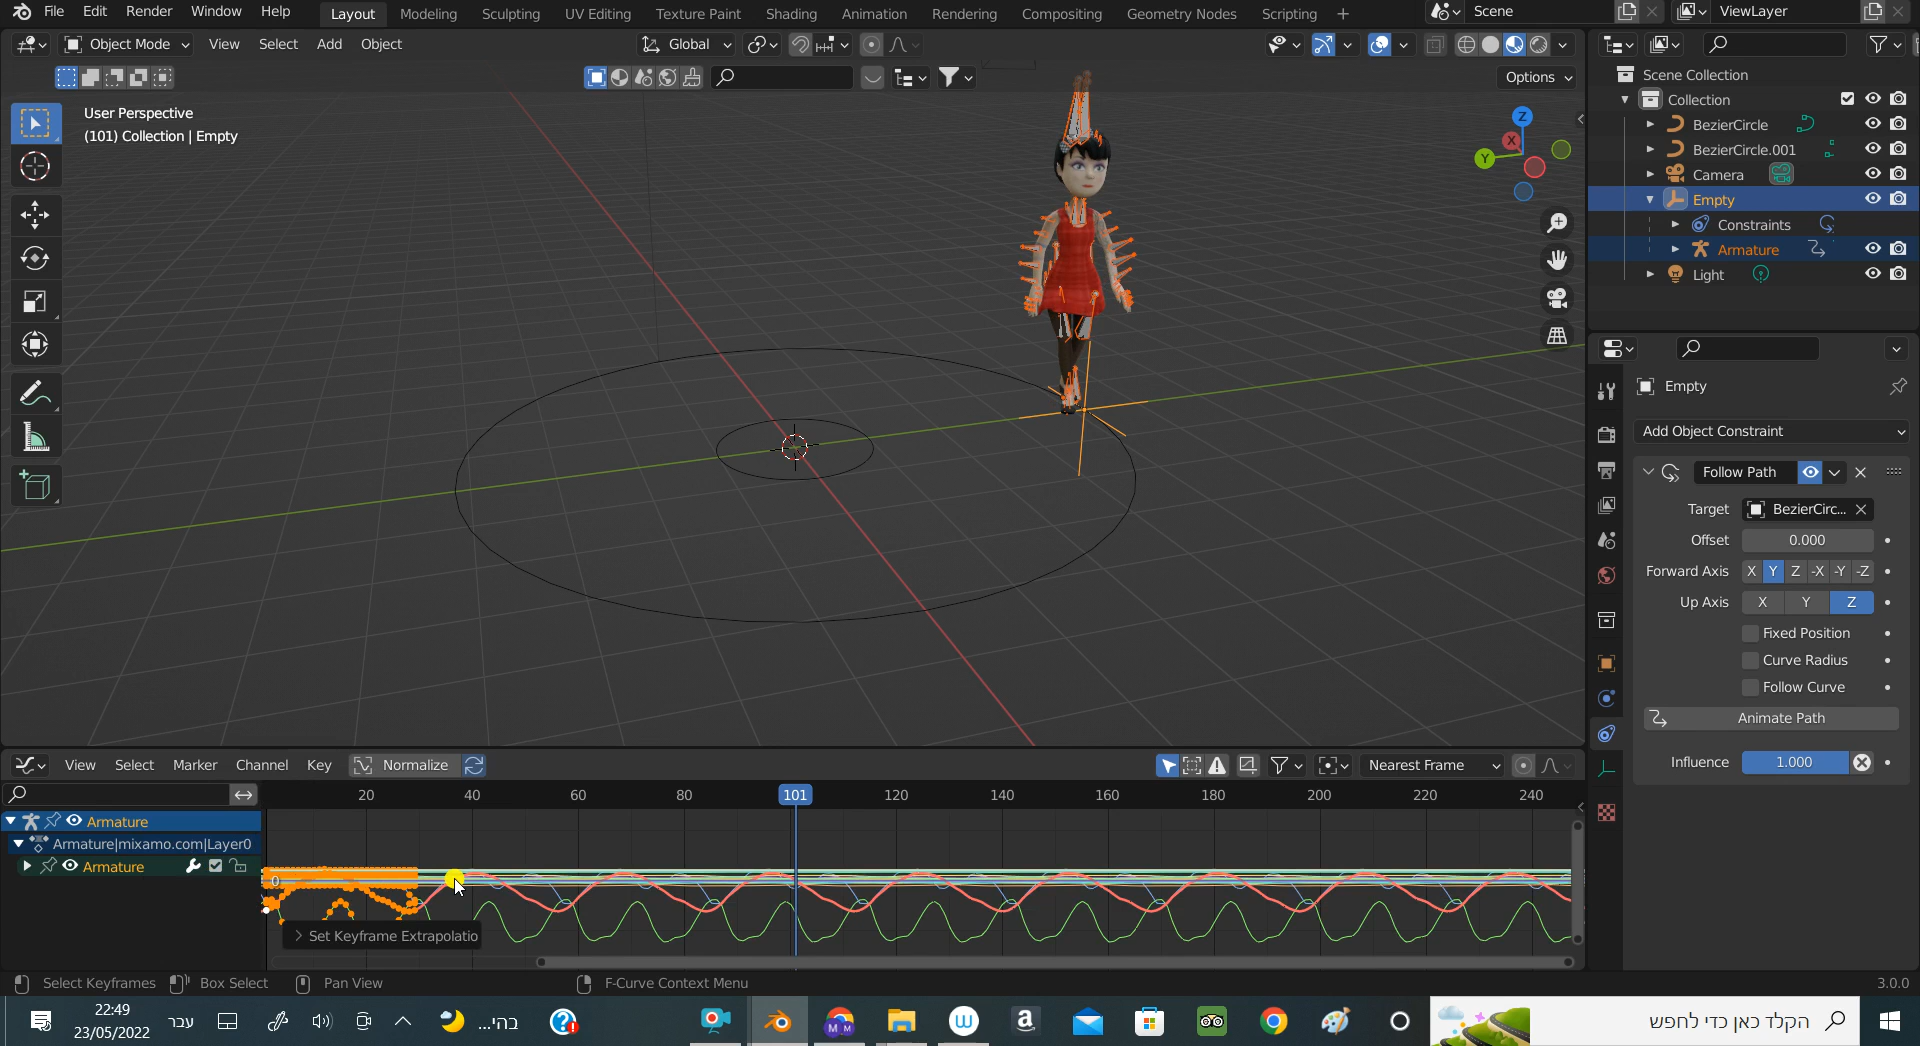 File Edit Render Window Help Layout Modeling Sculpting UV Editing Texture Paint Shading Animation Rendering Compositing Geometry Nodes Scripting + Scene ViewLayer
Object Mode View Select Add Object Global
Options
User Perspective
(101) Collection | Empty
Z
X
Y
Scene Collection
Collection
BezierCircle
BezierCircle.001
Camera
Empty
Constraints
Armature
Light
Empty
Add Object Constraint
Follow Path
Target BezierCirc...
Offset 0.000
Forward Axis X Y Z -X -Y -Z
Up Axis X Y Z
Fixed Position
Curve Radius
Follow Curve
Animate Path
Influence 1.000
View Select Marker Channel Key Normalize Nearest Frame
20 40 60 80 101 120 140 160 180 200 220 240
Armature
Armature|mixamo.com|Layer0
Armature
0
Set Keyframe Extrapolatio
Select Keyframes Box Select Pan View F-Curve Context Menu 3.0.0
22:49
23/05/2022
עבר
בהי...
הקלד כאן כדי לחפש